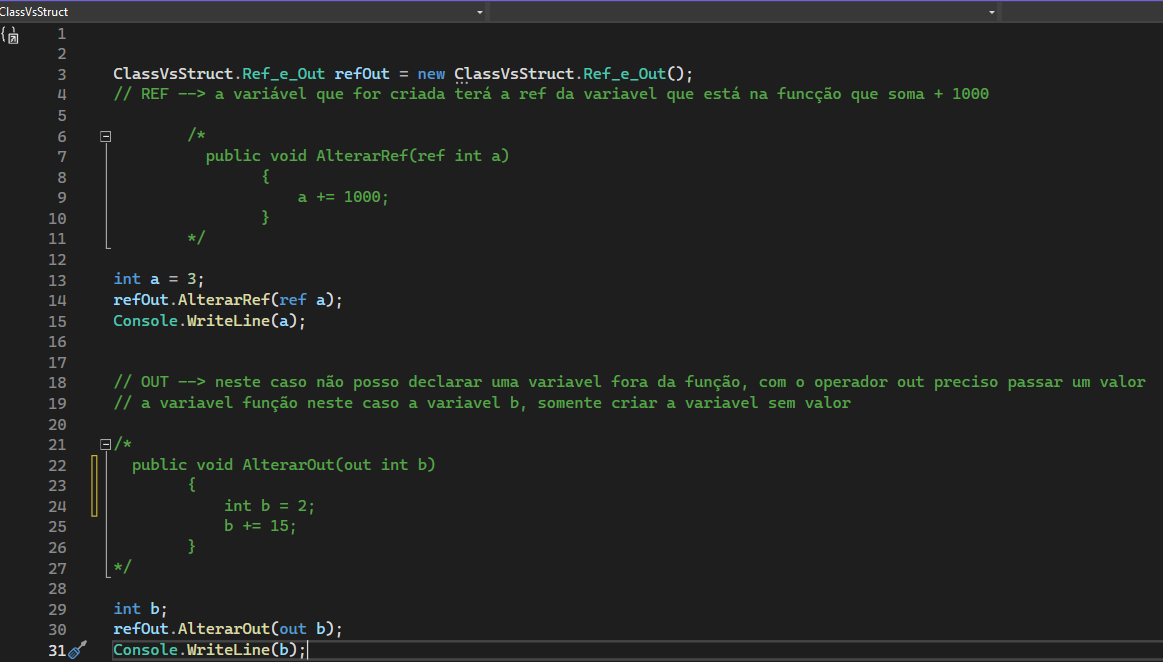 ClassVsStruct
1
2
3 ClassVsStruct.Ref_e_Out refOut = new ClassVsStruct.Ref_e_Out();
4 // REF --> a variável que for criada terá a ref da variavel que está na funcção que soma + 1000
5
6 /*
7 public void AlterarRef(ref int a)
8 {
9 a += 1000;
10 }
11 */
12
13 int a = 3;
14 refOut.AlterarRef(ref a);
15 Console.WriteLine(a);
16
17
18 // OUT --> neste caso não posso declarar uma variavel fora da função, com o operador out preciso passar um valor
19 // a variavel função neste caso a variavel b, somente criar a variavel sem valor
20
21 /*
22 public void AlterarOut(out int b)
23 {
24 int b = 2;
25 b += 15;
26 }
27 */
28
29 int b;
30 refOut.AlterarOut(out b);
31 Console.WriteLine(b);